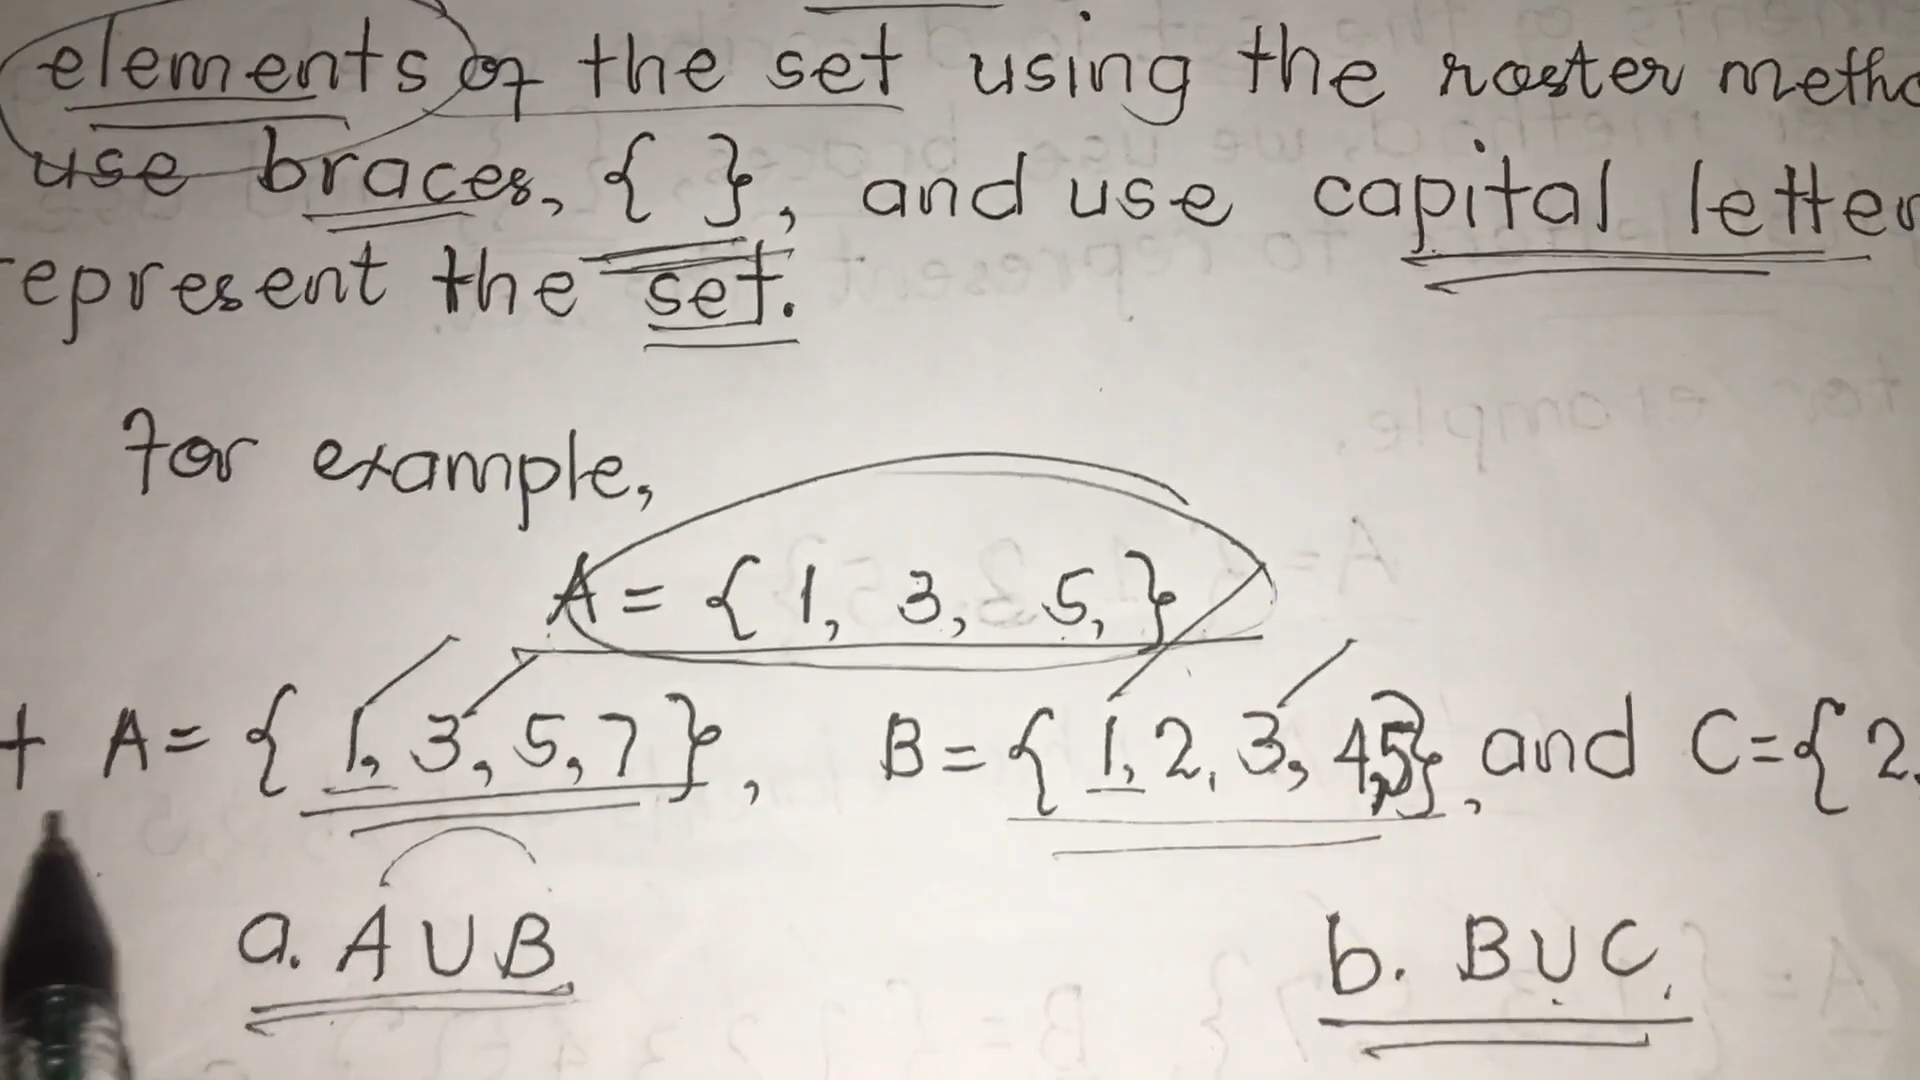 elements of the set using the roster metho
use braces, { }, and use capital letter
represent the set.
For example,
A = { 1, 3, 5, }
+ A = { 1, 3, 5, 7 }, B = { 1, 2, 3, 4, 5 }, and C = { 2,
a. A U B
b. B U C.